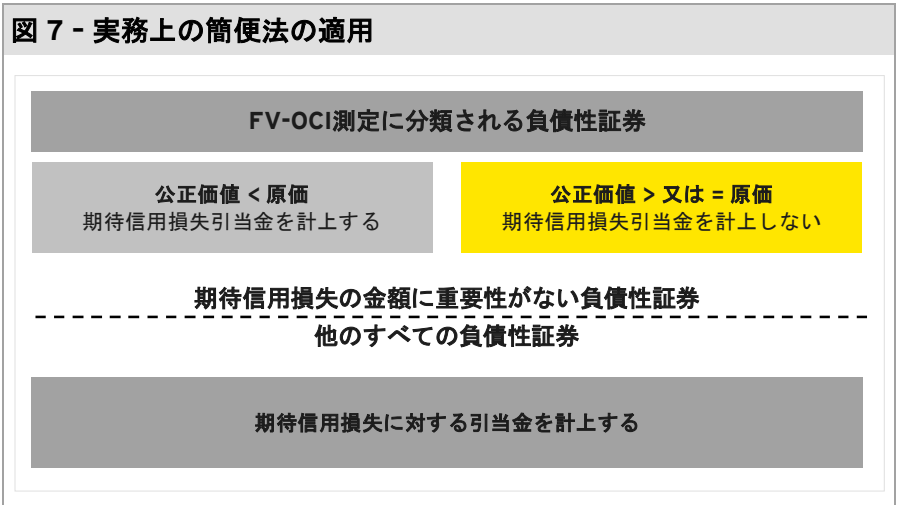 図 7 - 実務上の簡便法の適用
FV-OCI測定に分類される負債性証券
公正価値 < 原価
期待信用損失引当金を計上する
公正価値 > 又は = 原価
期待信用損失引当金を計上しない
期待信用損失の金額に重要性がない負債性証券
他のすべての負債性証券
期待信用損失に対する引当金を計上する